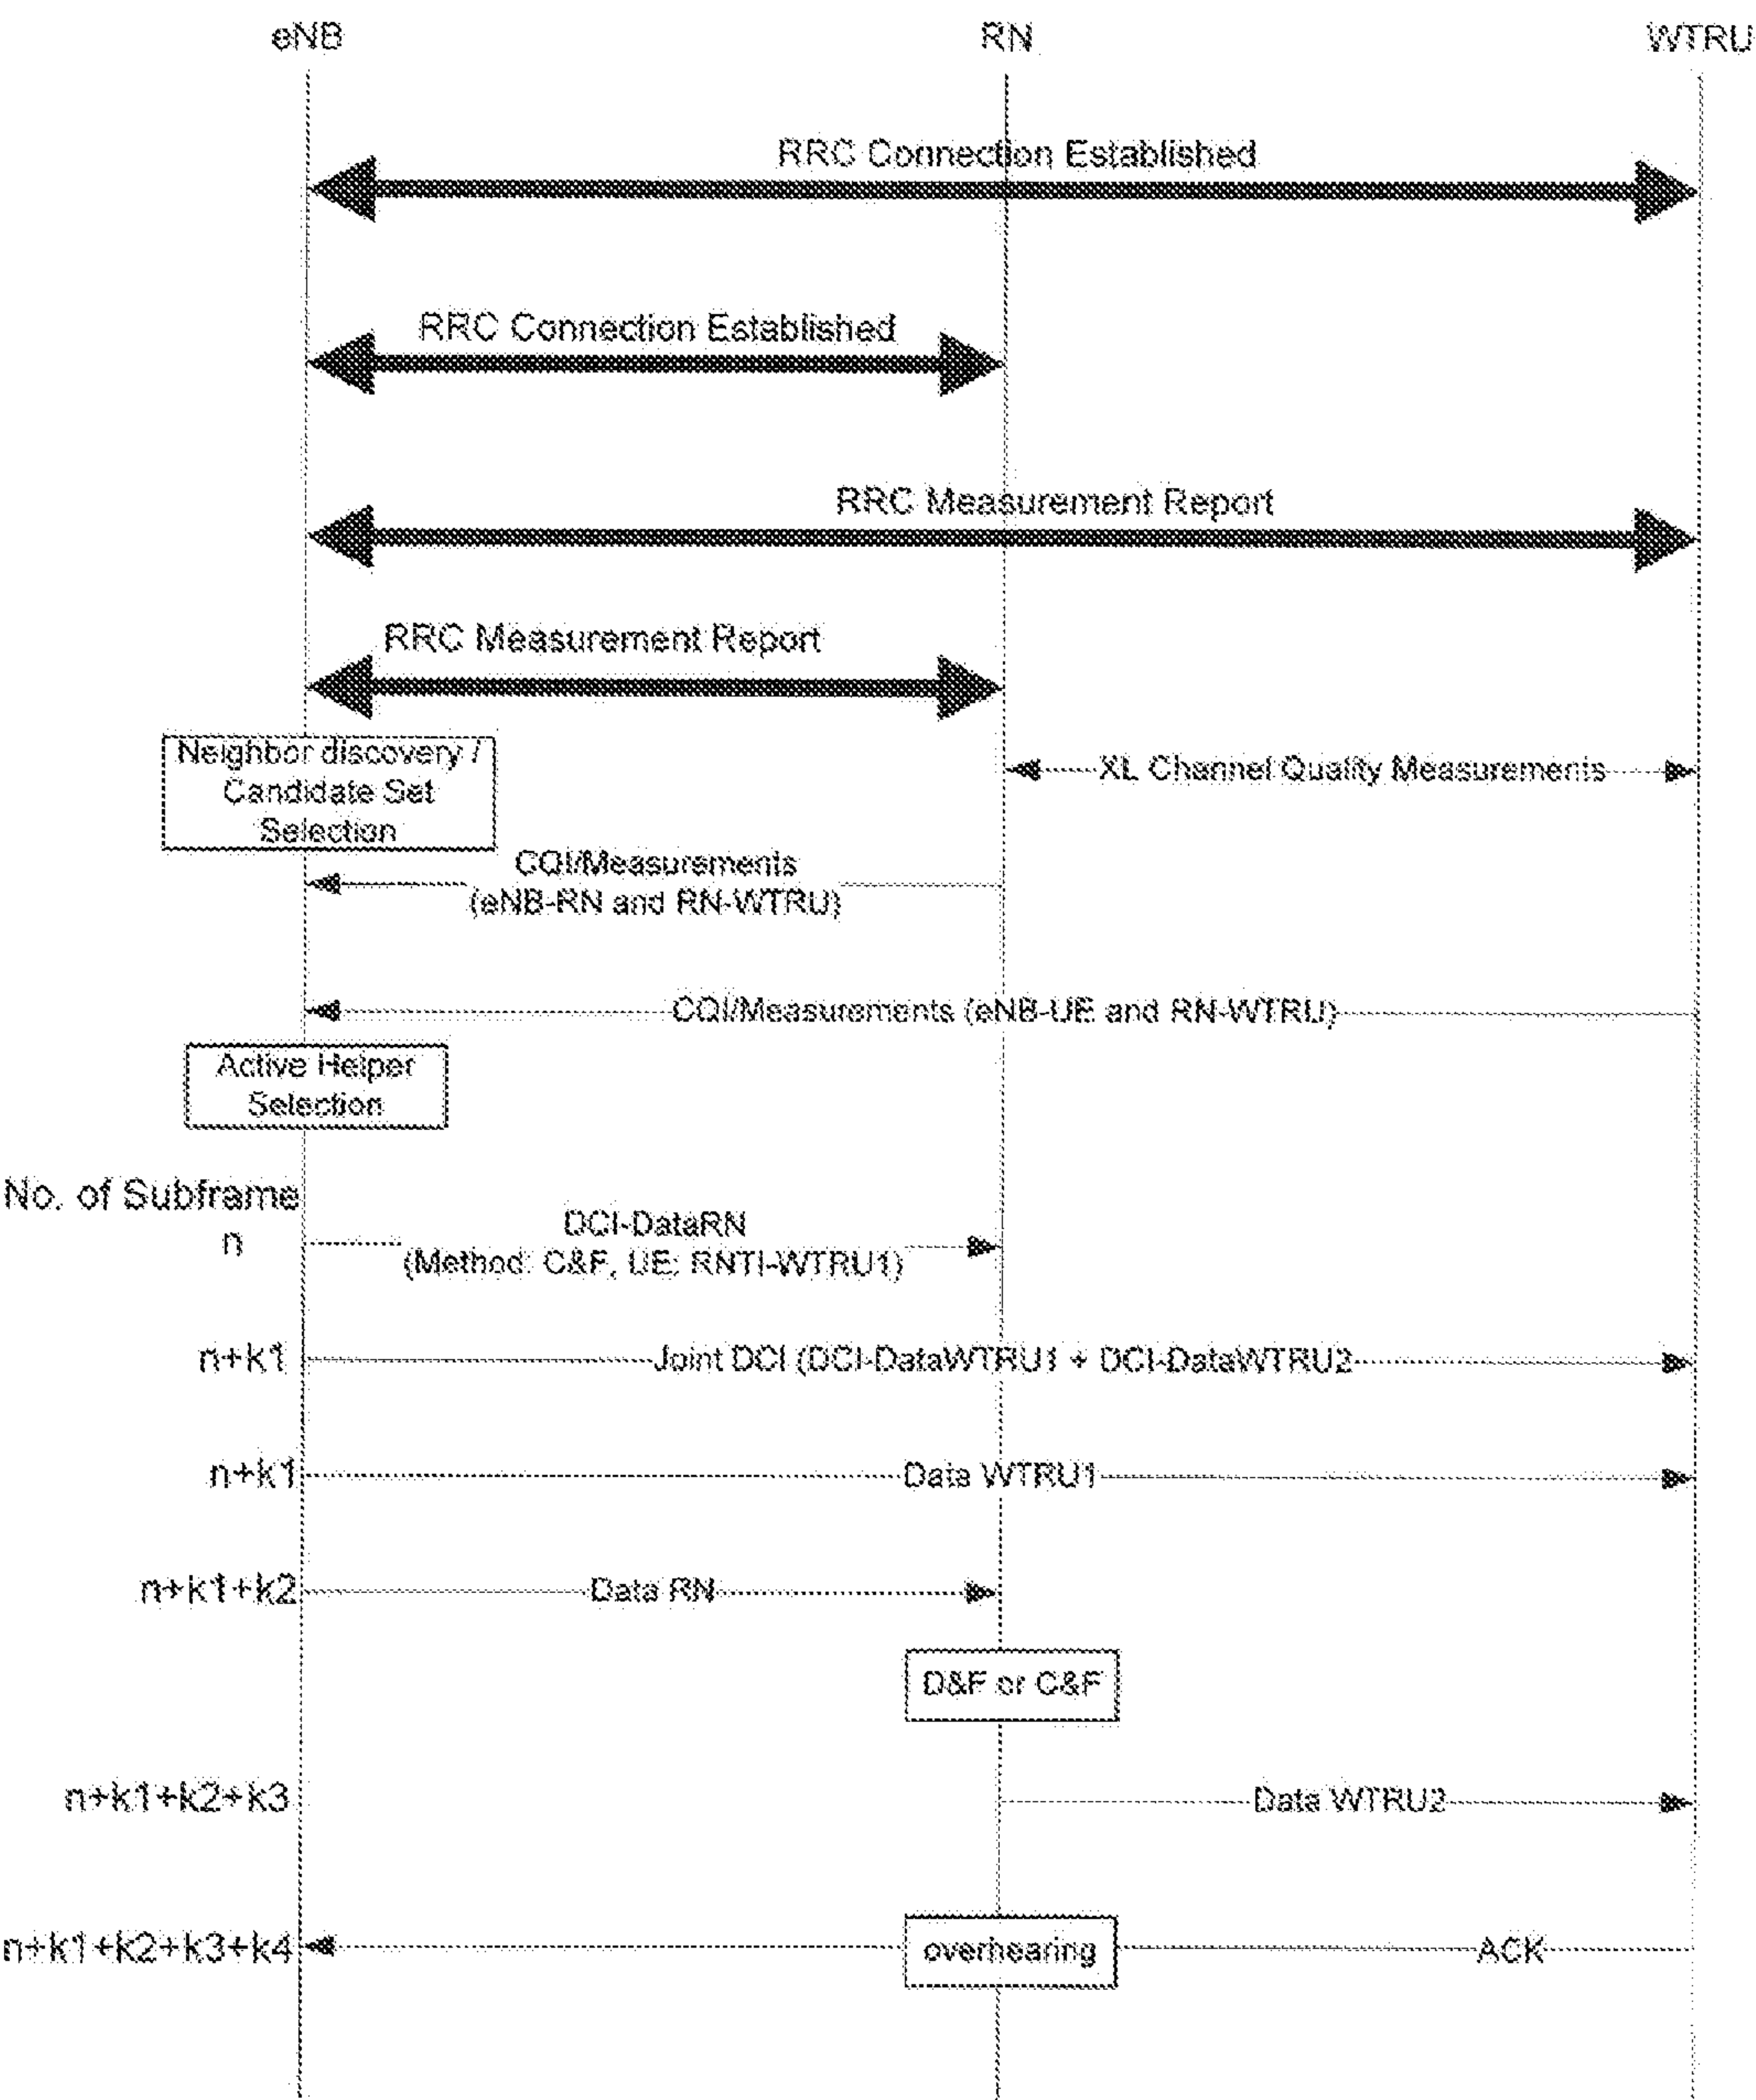 eNB RN WTRU
RRC Connection Established
RRC Connection Established
RRC Measurement Report
RRC Measurement Report
Neighbor discovery /
Candidate Set
Selection
XL Channel Quality Measurements
CQI/Measurements
(eNB-RN and RN-WTRU)
CQI/Measurements (eNB-UE and RN-WTRU)
Active Helper
Selection
No. of Subframe
n
DCI-DataRN
(Method: C&F, UE: RNTI-WTRU1)
n+k1 Joint DCI (DCI-DataWTRU1 + DCI-DataWTRU2
n+k1 Data WTRU1
n+k1+k2 Data RN
D&F or C&F
n+k1+k2+k3 Data WTRU2
n+k1+k2+k3+k4 overhearing ACK